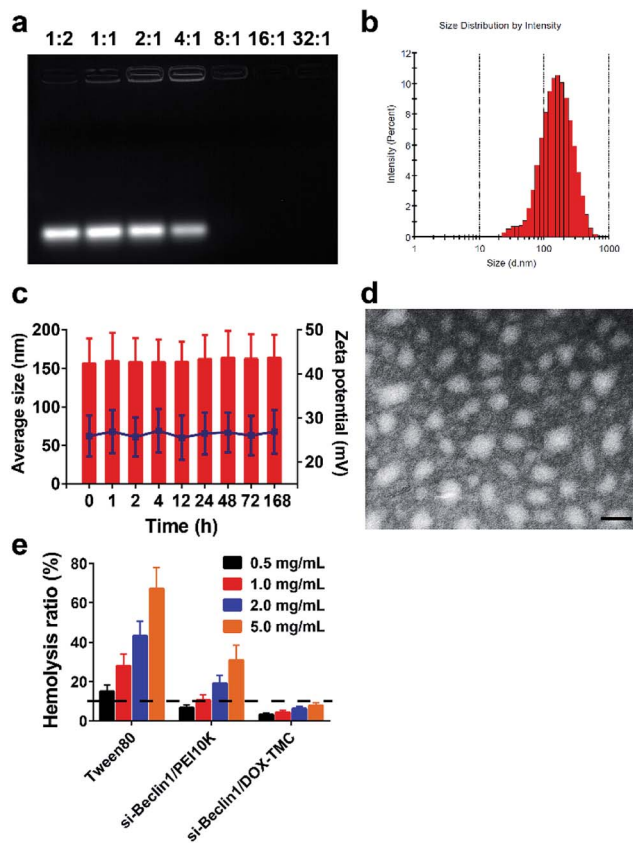 a
1:2 1:1 2:1 4:1 8:1 16:1 32:1
b
Size Distribution by Intensity
Intensity (Percent)
12
10
8
6
4
2
0
1 10 100 1000
Size (d.nm)
c
Average size (nm)
200
150
100
50
0
Zeta potential (mV)
50
40
30
20
0 1 2 4 12 24 48 72 168
Time (h)
d
e
Hemolysis ratio (%)
80
60
40
20
0
0.5 mg/mL
1.0 mg/mL
2.0 mg/mL
5.0 mg/mL
Tween80
si-Beclin1/PEI10K
si-Beclin1/DOX-TMC